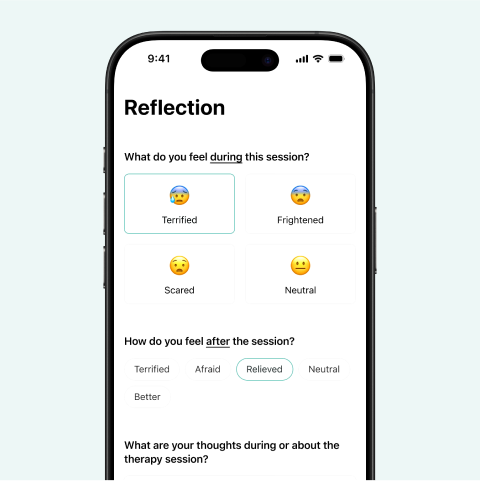 9:41
Reflection
What do you feel during this session?
Terrified
Frightened
Scared
Neutral
How do you feel after the session?
Terrified Afraid Relieved Neutral
Better
What are your thoughts during or about the
therapy session?